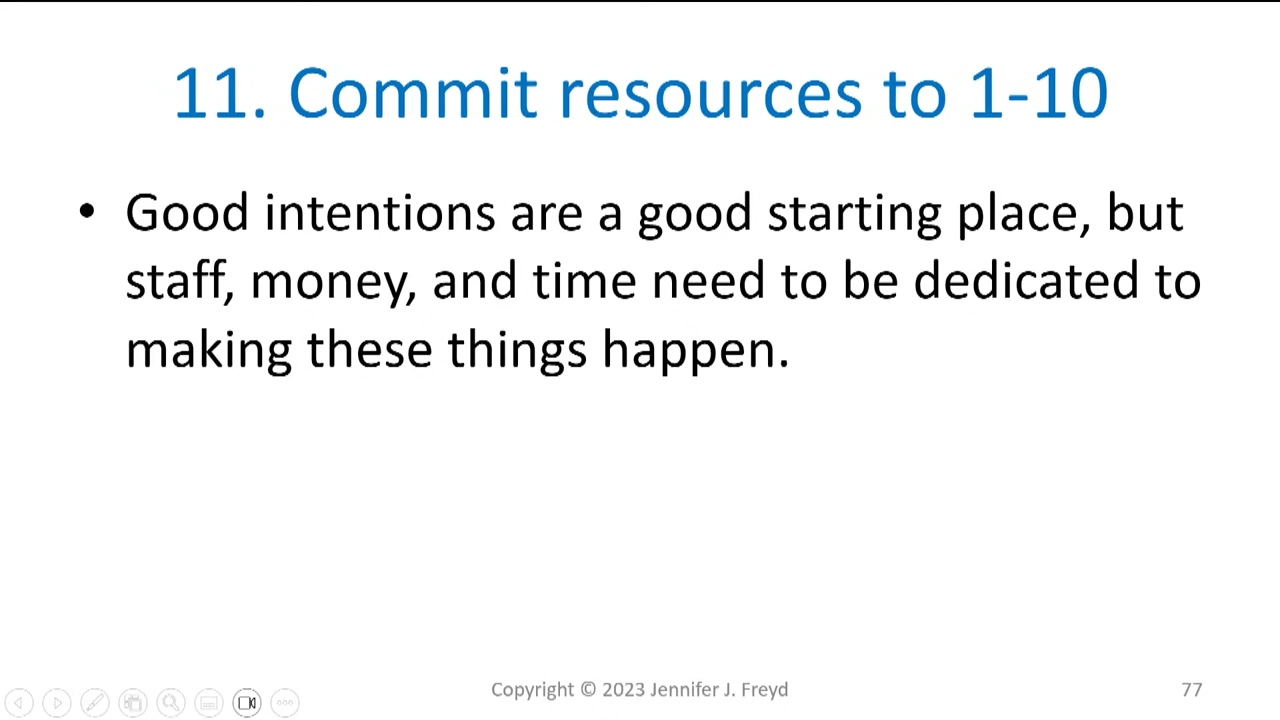 11. Commit resources to 1-10
• Good intentions are a good starting place, but
staff, money, and time need to be dedicated to
making these things happen.
Copyright © 2023 Jennifer J. Freyd
77